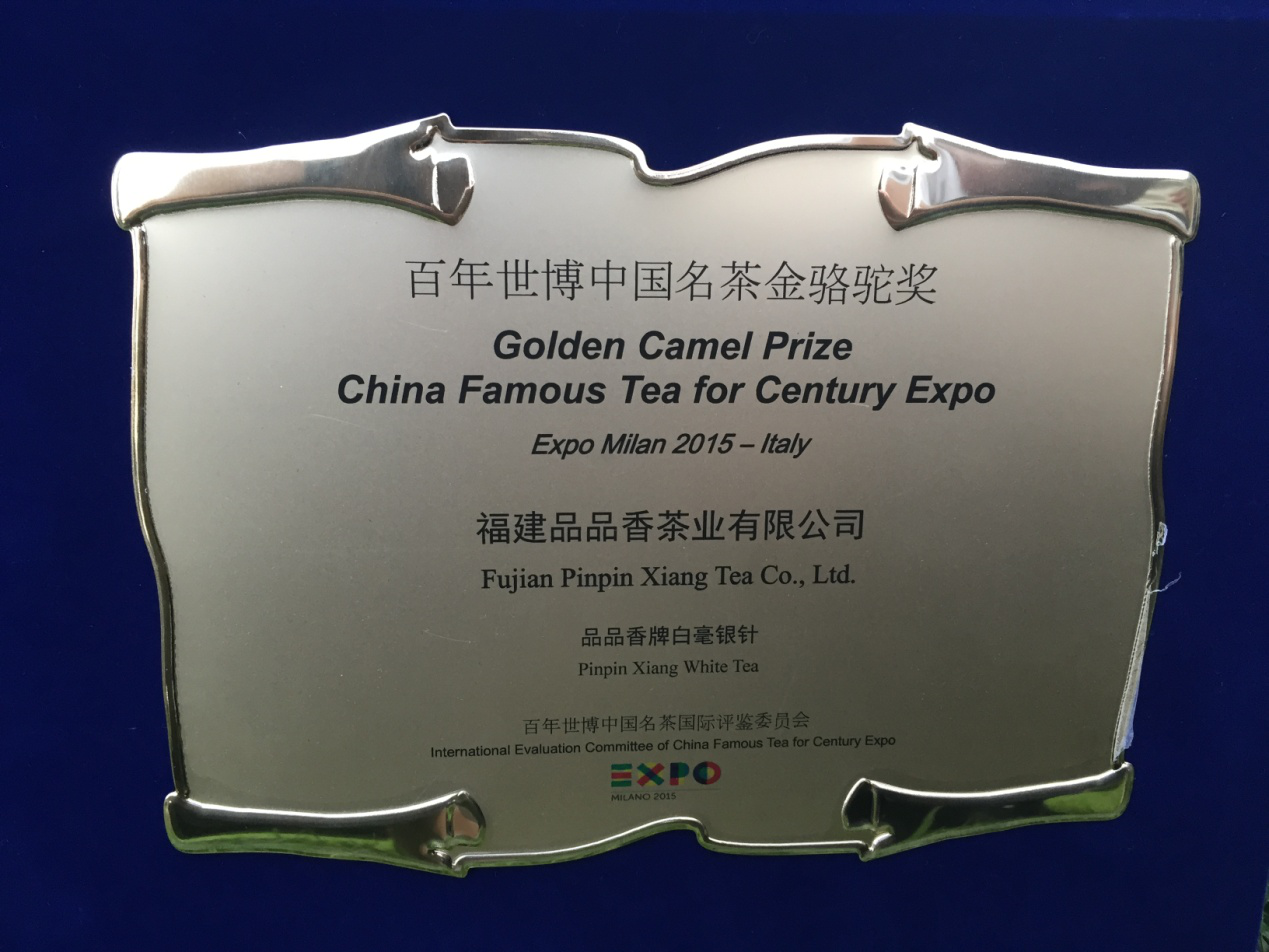 百年世博中国名茶金骆驼奖
Golden Camel Prize
China Famous Tea for Century Expo
Expo Milan 2015 – Italy
福建品品香茶业有限公司
Fujian Pinpin Xiang Tea Co., Ltd.
品品香牌白毫银针
Pinpin Xiang White Tea
百年世博中国名茶国际评鉴委员会
International Evaluation Committee of China Famous Tea for Century Expo
EXPO
MILANO 2015